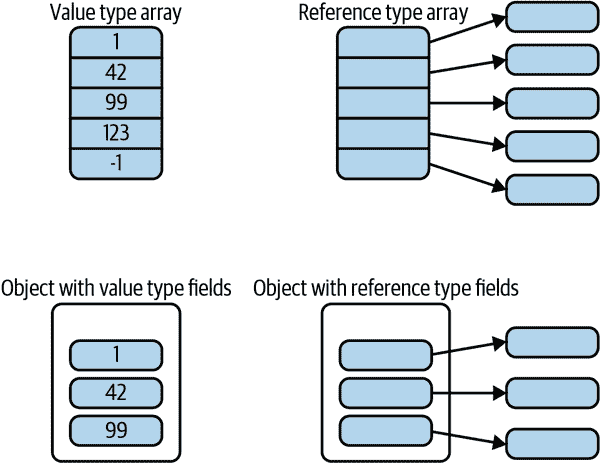 Value type array
Reference type array
1
42
99
123
-1
Object with value type fields
Object with reference type fields
1
42
99